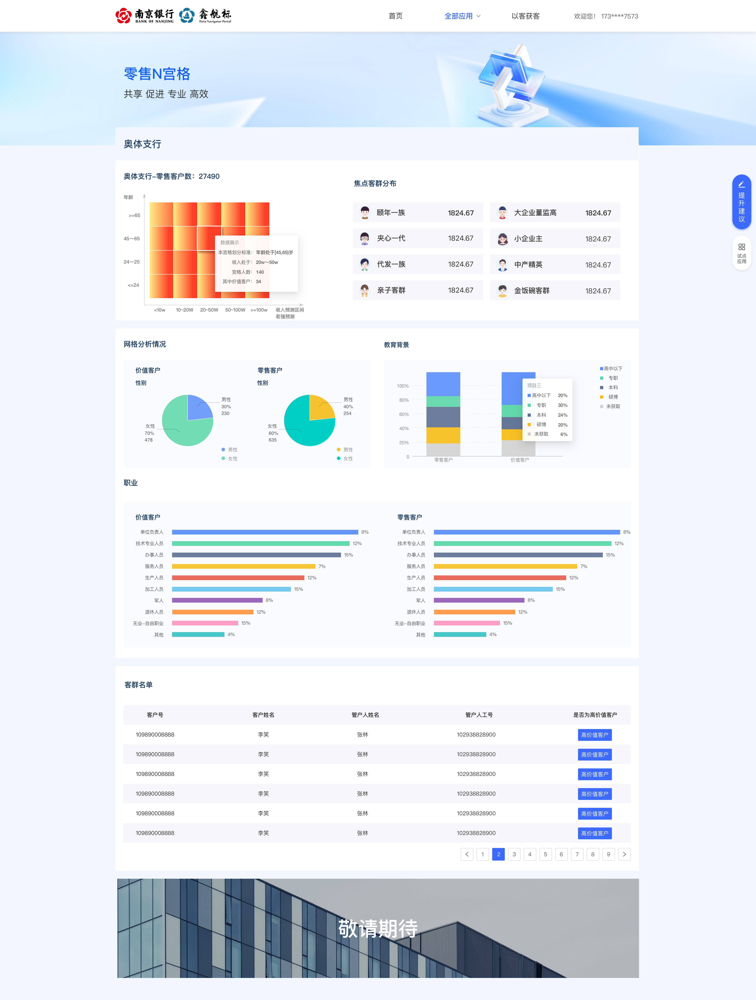 南京银行
BANK OF NANJING
鑫航标
Data Navigator Portal
首页
全部应用
以客获客
欢迎您！ 173****7573
零售N宫格
共享 促进 专业 高效
提升建议
试点
应用
奥体支行
奥体支行-零售客户数：27490
年龄
>=65
45～65
24～25
<=24
<10w
10~20W
20~50W
50~100W
>=100w
收入预测区间
若强预测
数据展示
本宫格划分标准： 年龄处于[45,65)岁
收入处于： 20w～50w
宫格人数： 140
其中价值客户： 34
焦点客群分布
颐年一族 1824.67
大企业董监高 1824.67
夹心一代 1824.67
小企业主 1824.67
代发一族 1824.67
中产精英 1824.67
亲子客群 1824.67
金饭碗客群 1824.67
网格分析情况
价值客户
性别
男性
30%
230
女性
70%
478
男性
女性
零售客户
性别
男性
40%
254
女性
60%
635
男性
女性
教育背景
100%
80%
60%
40%
20%
0
零售客户
价值客户
项目三
高中以下 20%
专职 30%
本科 24%
硕博 20%
未获取 6%
高中以下
专职
本科
硕博
未获取
职业
价值客户
单位负责人 8%
技术专业人员 12%
办事人员 15%
服务人员 7%
生产人员 12%
加工人员 15%
军人 8%
退休人员 12%
无业-自由职业 15%
其他 4%
零售客户
单位负责人 8%
技术专业人员 12%
办事人员 15%
服务人员 7%
生产人员 12%
加工人员 15%
军人 8%
退休人员 12%
无业-自由职业 15%
其他 4%
客群名单
客户号 客户姓名 管户人姓名 管户人工号 是否为高价值客户
109890008888 李笑 张林 102938828900 高价值客户
109890008888 李笑 张林 102938828900 高价值客户
109890008888 李笑 张林 102938828900 高价值客户
109890008888 李笑 张林 102938828900 高价值客户
109890008888 李笑 张林 102938828900 高价值客户
109890008888 李笑 张林 102938828900 高价值客户
1 2 3 4 5 6 7 8 9
敬请期待